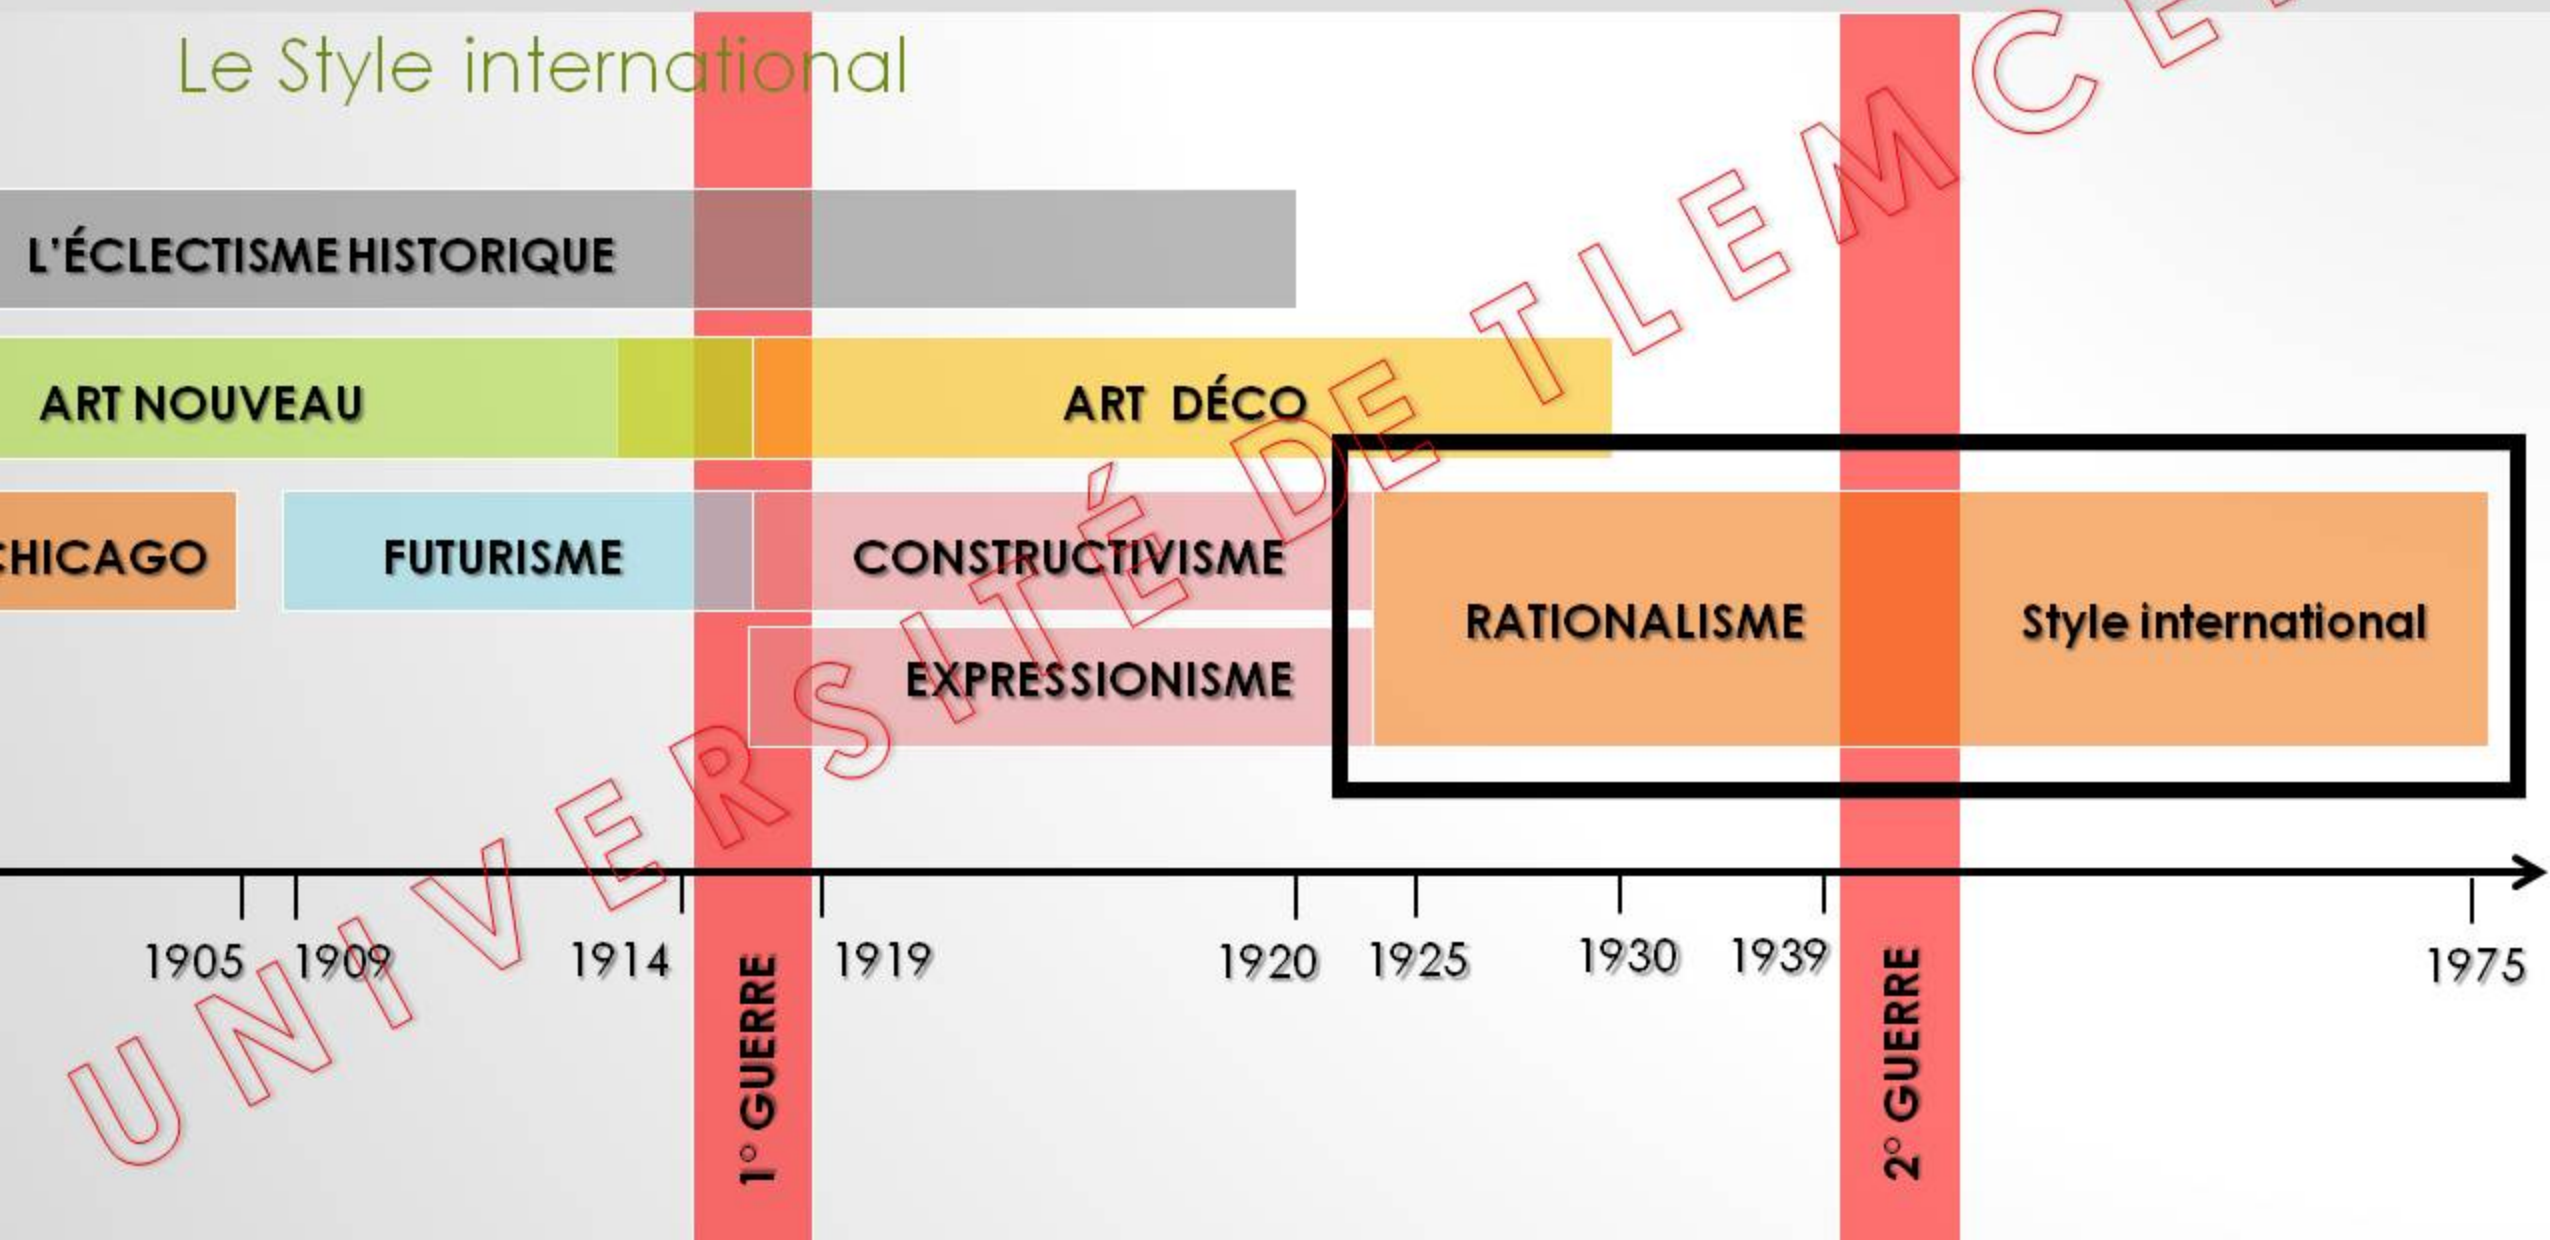 Le Style international
L'ÉCLECTISME HISTORIQUE
ART NOUVEAU
ART DÉCO
CHICAGO
FUTURISME
CONSTRUCTIVISME
EXPRESSIONISME
RATIONALISME
Style international
1905
1909
1914
1919
1920
1925
1930
1939
1975
1° GUERRE
2° GUERRE
UNIVERSITÉ DE TLEMCE